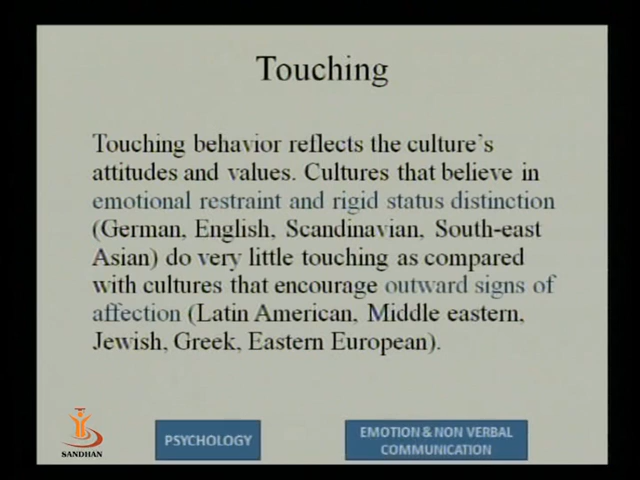 Touching
Touching behavior reflects the culture's
attitudes and values. Cultures that believe in
emotional restraint and rigid status distinction
(German, English, Scandinavian, South-east
Asian) do very little touching as compared
with cultures that encourage outward signs of
affection (Latin American, Middle eastern,
Jewish, Greek, Eastern European).
SANDHAN
PSYCHOLOGY
EMOTION & NON VERBAL
COMMUNICATION